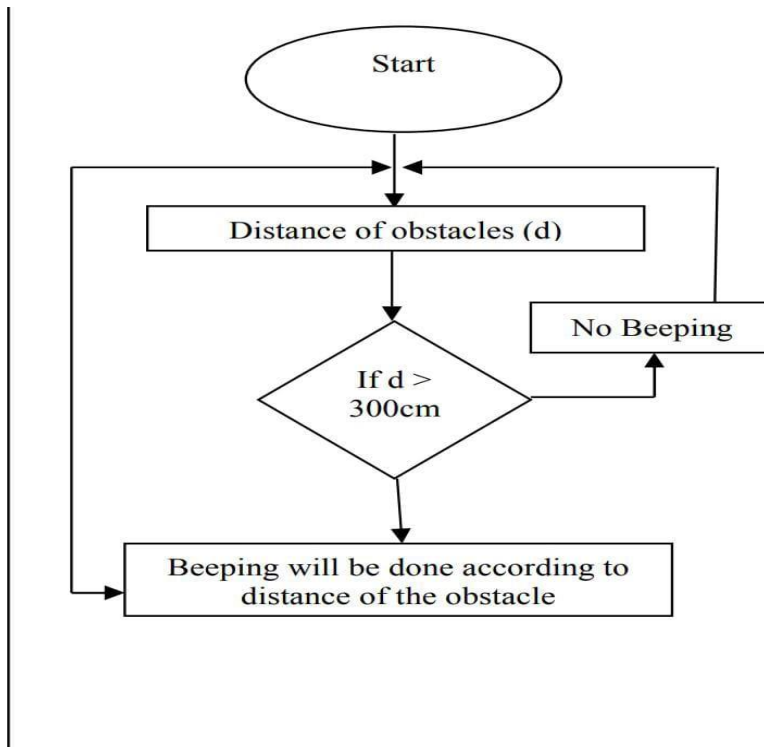 Start
Distance of obstacles (d)
No Beeping
If d >
300cm
Beeping will be done according to
distance of the obstacle